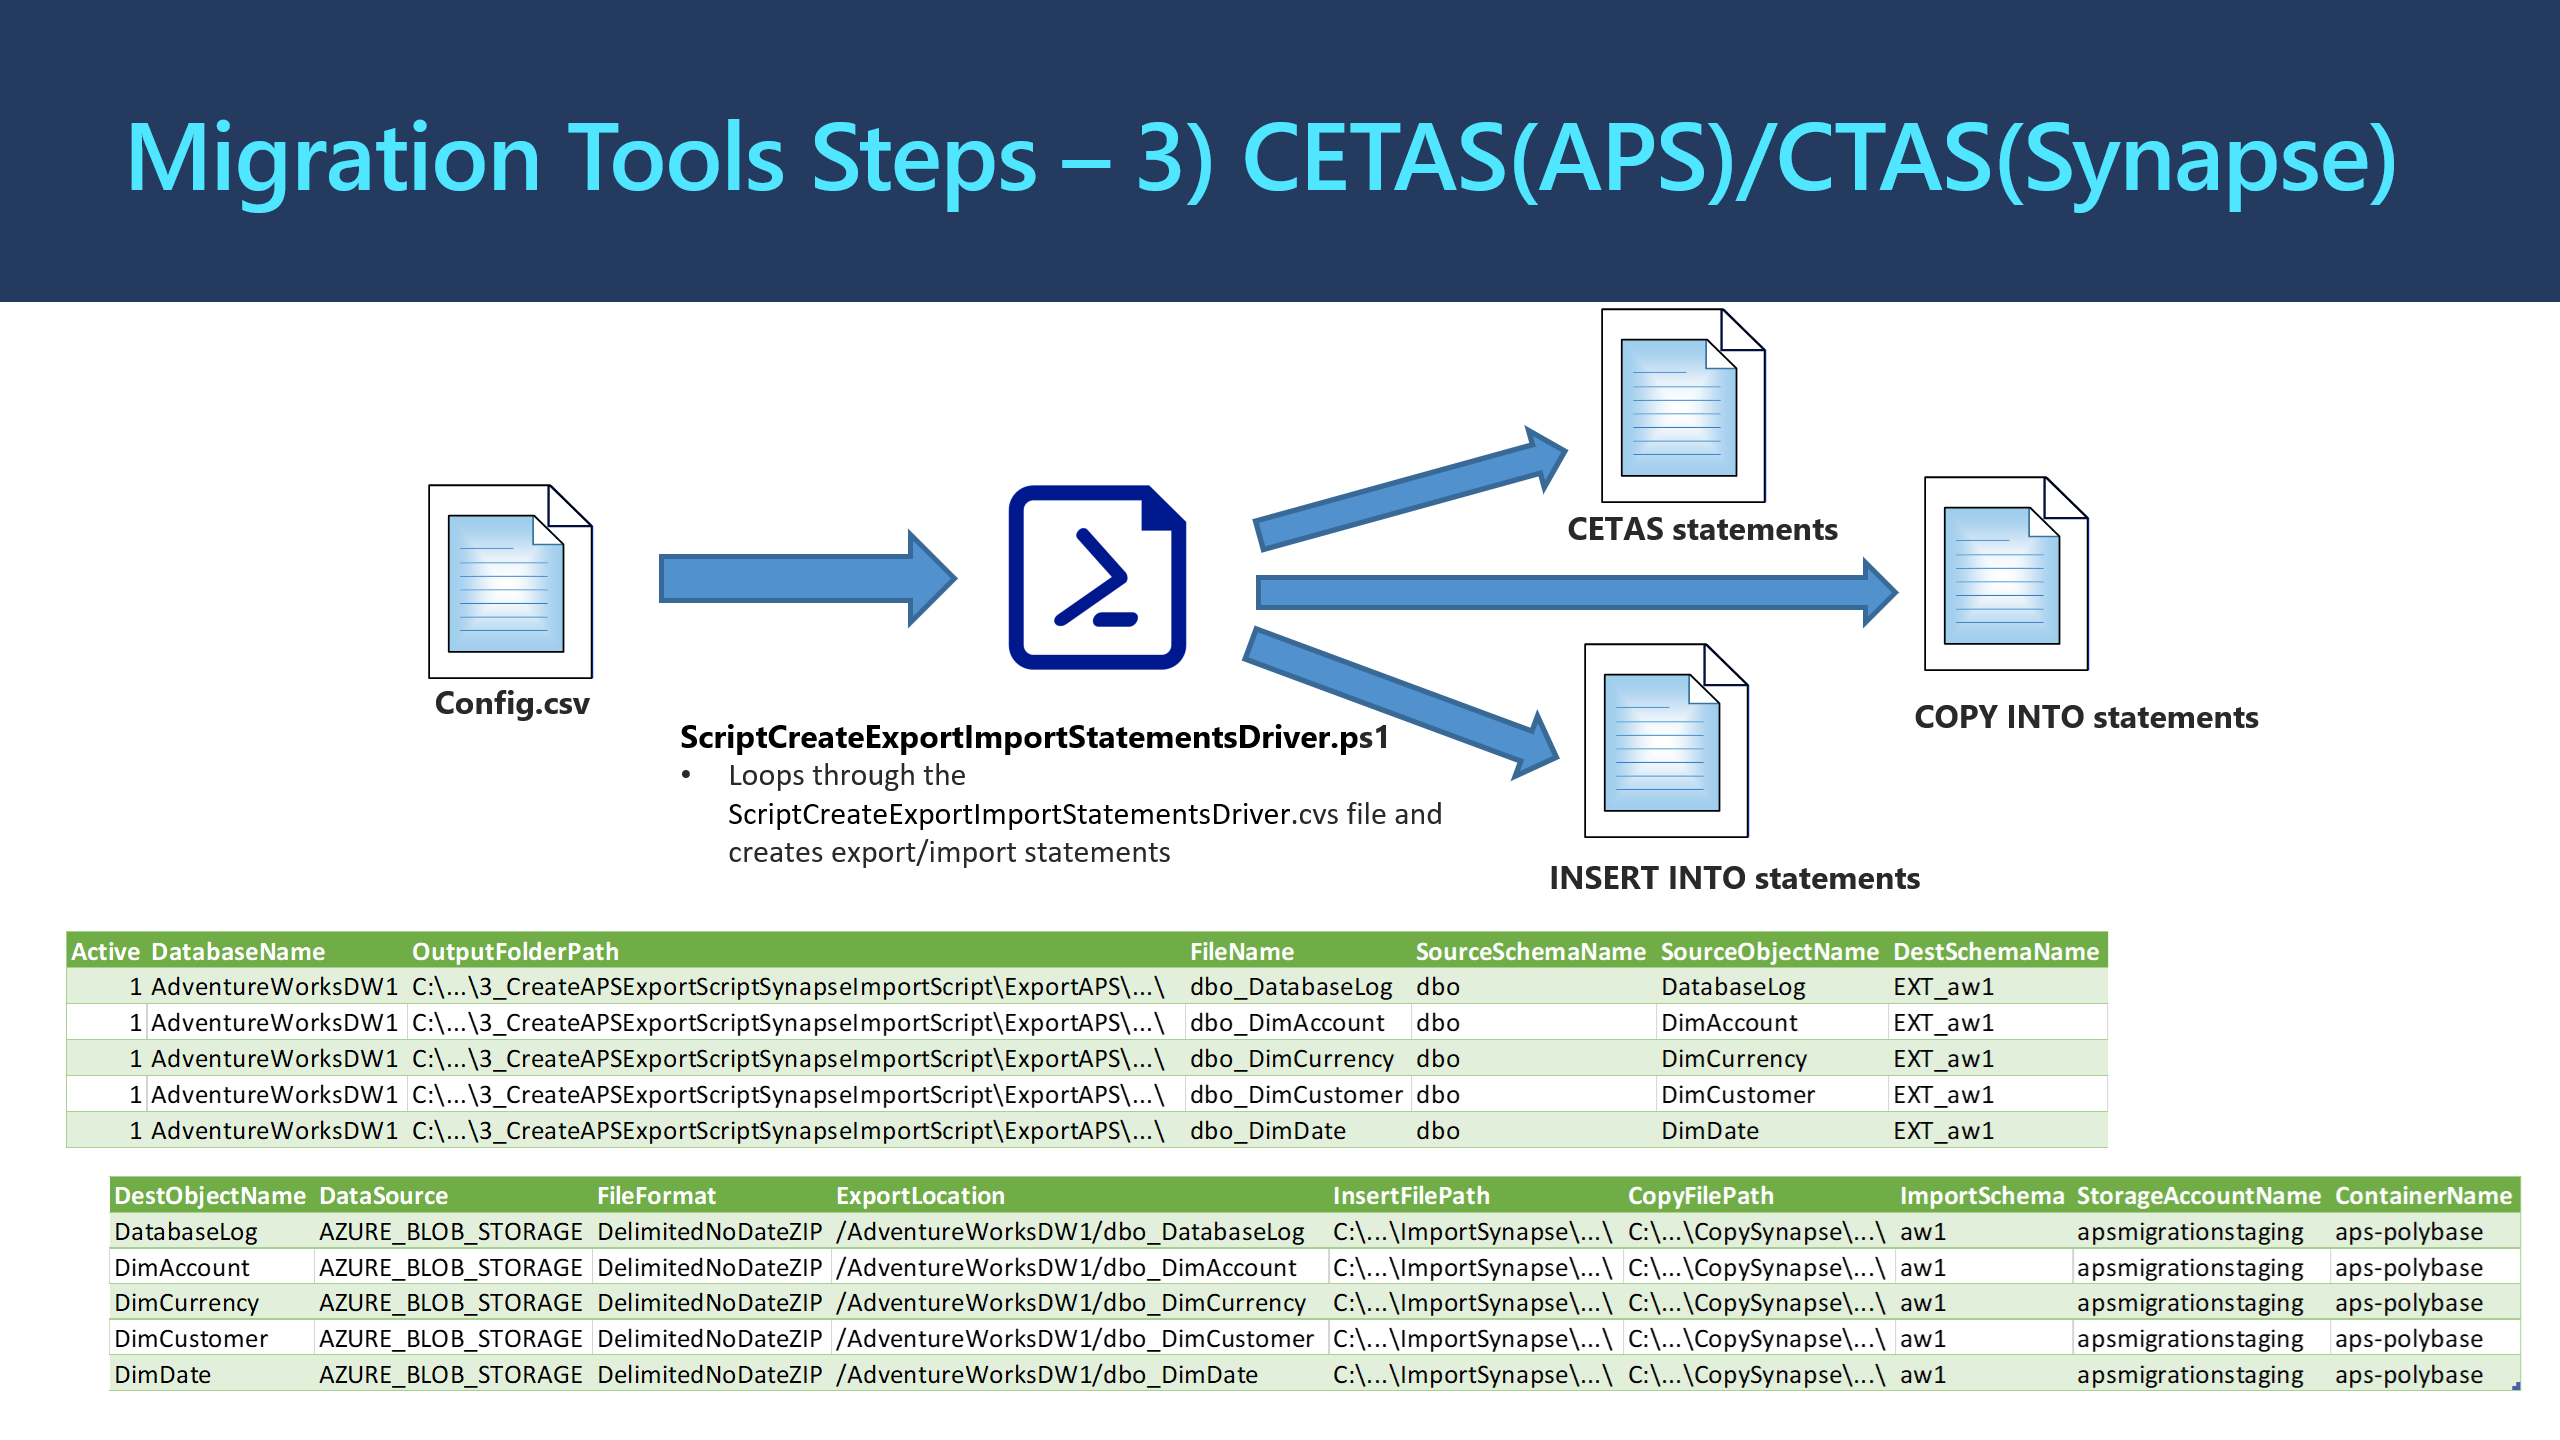 Migration Tools Steps – 3) CETAS(APS)/CTAS(Synapse)
CETAS statements
Config.csv
COPY INTO statements
ScriptCreateExportImportStatementsDriver.ps1
• Loops through the
ScriptCreateExportImportStatementsDriver.cvs file and
creates export/import statements
INSERT INTO statements
Active DatabaseName OutputFolderPath FileName SourceSchemaName SourceObjectName DestSchemaName
1 AdventureWorksDW1 C:\...\3_CreateAPSExportScriptSynapseImportScript\ExportAPS\...\ dbo_DatabaseLog dbo DatabaseLog EXT_aw1
1 AdventureWorksDW1 C:\...\3_CreateAPSExportScriptSynapseImportScript\ExportAPS\...\ dbo_DimAccount dbo DimAccount EXT_aw1
1 AdventureWorksDW1 C:\...\3_CreateAPSExportScriptSynapseImportScript\ExportAPS\...\ dbo_DimCurrency dbo DimCurrency EXT_aw1
1 AdventureWorksDW1 C:\...\3_CreateAPSExportScriptSynapseImportScript\ExportAPS\...\ dbo_DimCustomer dbo DimCustomer EXT_aw1
1 AdventureWorksDW1 C:\...\3_CreateAPSExportScriptSynapseImportScript\ExportAPS\...\ dbo_DimDate dbo DimDate EXT_aw1
DestObjectName DataSource FileFormat ExportLocation InsertFilePath CopyFilePath ImportSchema StorageAccountName ContainerName
DatabaseLog AZURE_BLOB_STORAGE DelimitedNoDateZIP /AdventureWorksDW1/dbo_DatabaseLog C:\...\ImportSynapse\...\ C:\...\CopySynapse\...\ aw1 apsmigrationstaging aps-polybase
DimAccount AZURE_BLOB_STORAGE DelimitedNoDateZIP /AdventureWorksDW1/dbo_DimAccount C:\...\ImportSynapse\...\ C:\...\CopySynapse\...\ aw1 apsmigrationstaging aps-polybase
DimCurrency AZURE_BLOB_STORAGE DelimitedNoDateZIP /AdventureWorksDW1/dbo_DimCurrency C:\...\ImportSynapse\...\ C:\...\CopySynapse\...\ aw1 apsmigrationstaging aps-polybase
DimCustomer AZURE_BLOB_STORAGE DelimitedNoDateZIP /AdventureWorksDW1/dbo_DimCustomer C:\...\ImportSynapse\...\ C:\...\CopySynapse\...\ aw1 apsmigrationstaging aps-polybase
DimDate AZURE_BLOB_STORAGE DelimitedNoDateZIP /AdventureWorksDW1/dbo_DimDate C:\...\ImportSynapse\...\ C:\...\CopySynapse\...\ aw1 apsmigrationstaging aps-polybase